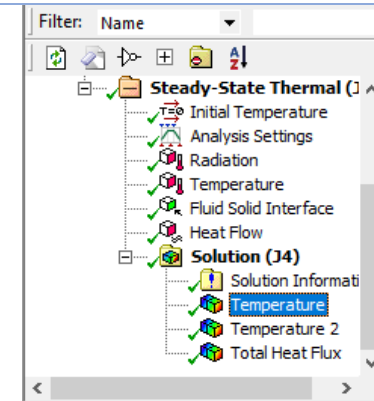 Filter: Name
Steady-State Thermal (J
T=0 Initial Temperature
Analysis Settings
Radiation
Temperature
Fluid Solid Interface
Heat Flow
Solution (J4)
Solution Informati
Temperature
Temperature 2
Total Heat Flux